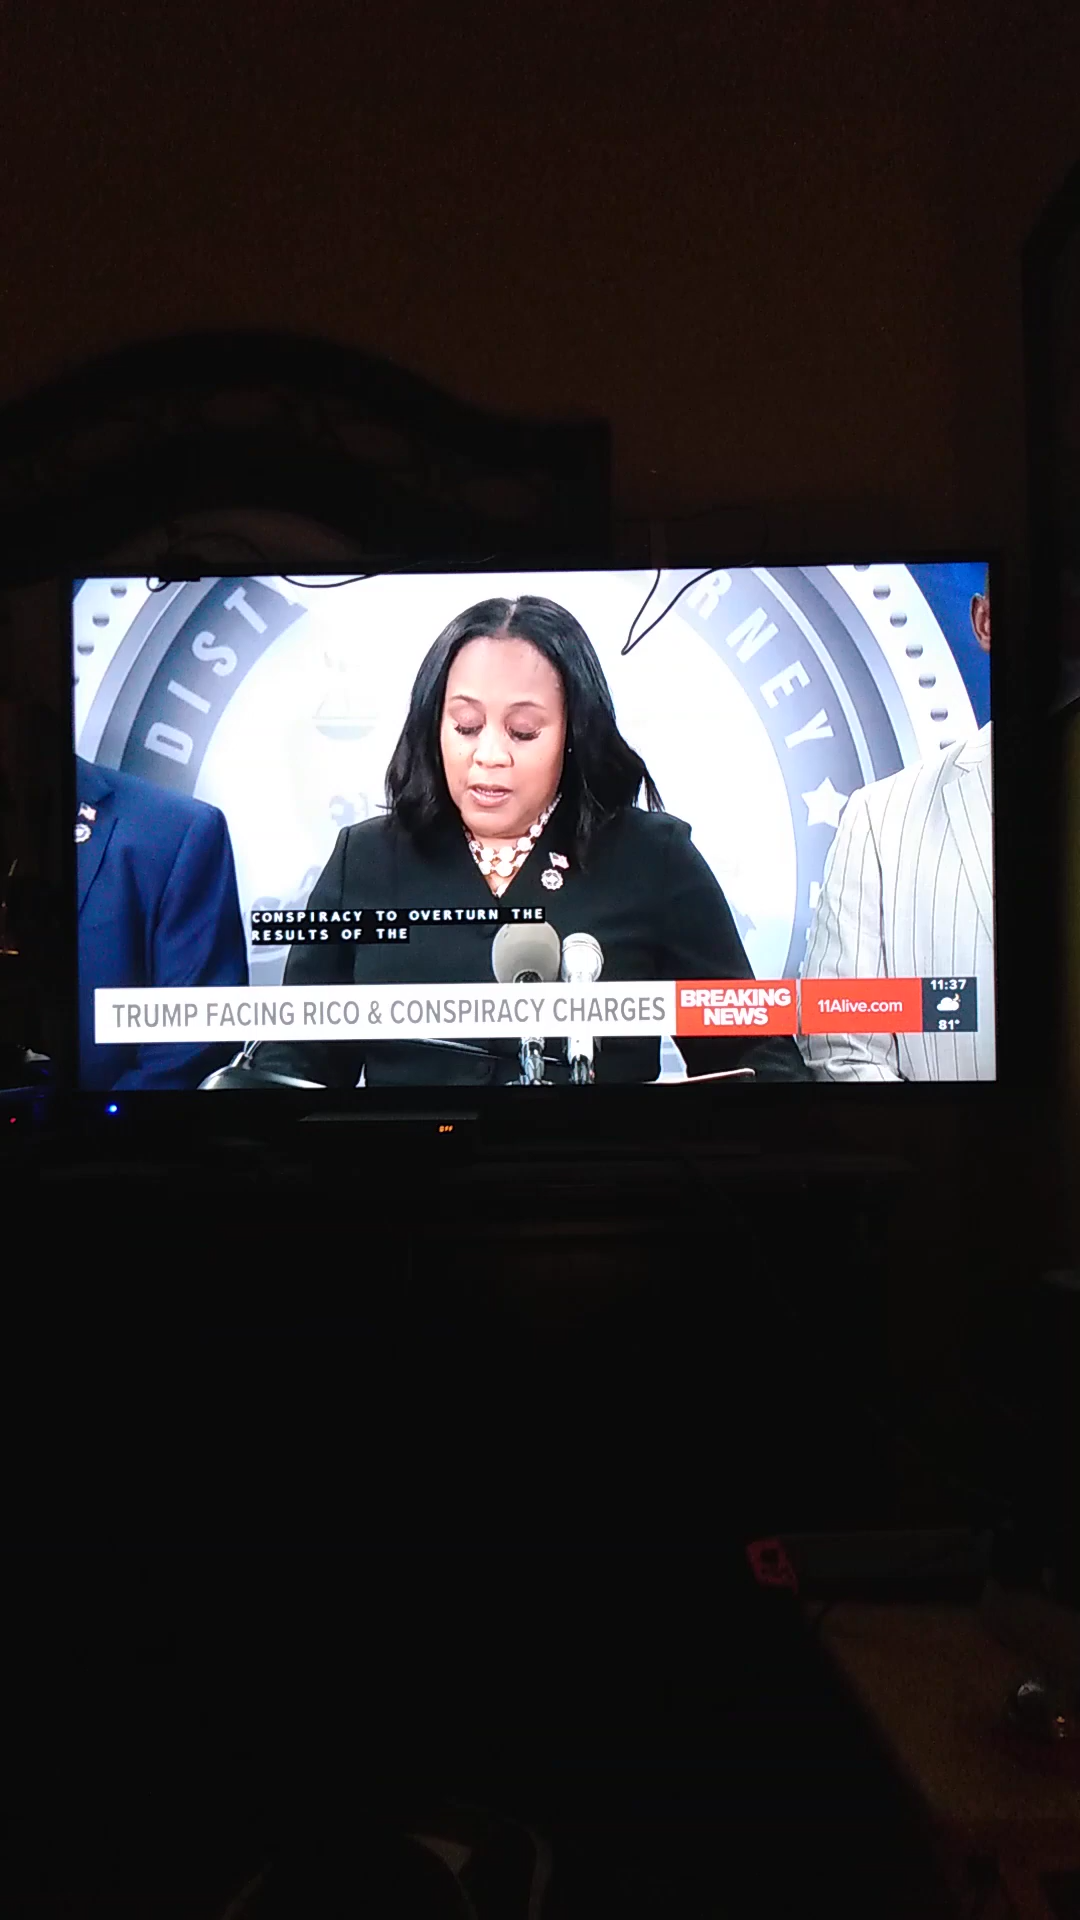 DIST
RNEY
CONSPIRACY TO OVERTURN THE
RESULTS OF THE
TRUMP FACING RICO & CONSPIRACY CHARGES
BREAKING
NEWS
11Alive.com
11:37
81°
OFF